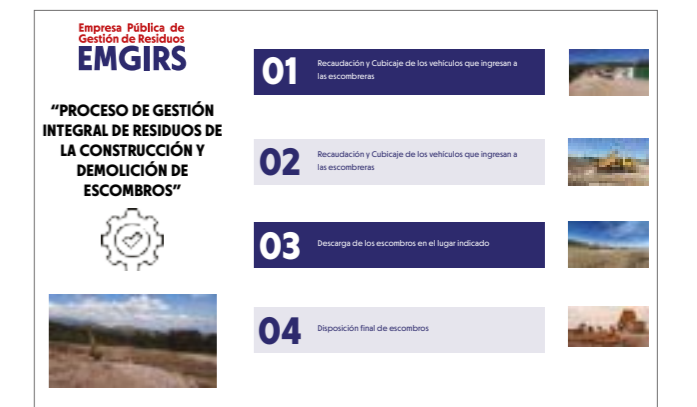 Empresa Pública de
Gestión de Residuos
EMGIRS
“PROCESO DE GESTIÓN
INTEGRAL DE RESIDUOS DE
LA CONSTRUCCIÓN Y
DEMOLICIÓN DE
ESCOMBROS”
01
Recaudación y Cubicaje de los vehículos que ingresan a
las escombreras
02
Recaudación y Cubicaje de los vehículos que ingresan a
las escombreras
03
Descarga de los escombros en el lugar indicado
04
Disposición final de escombros